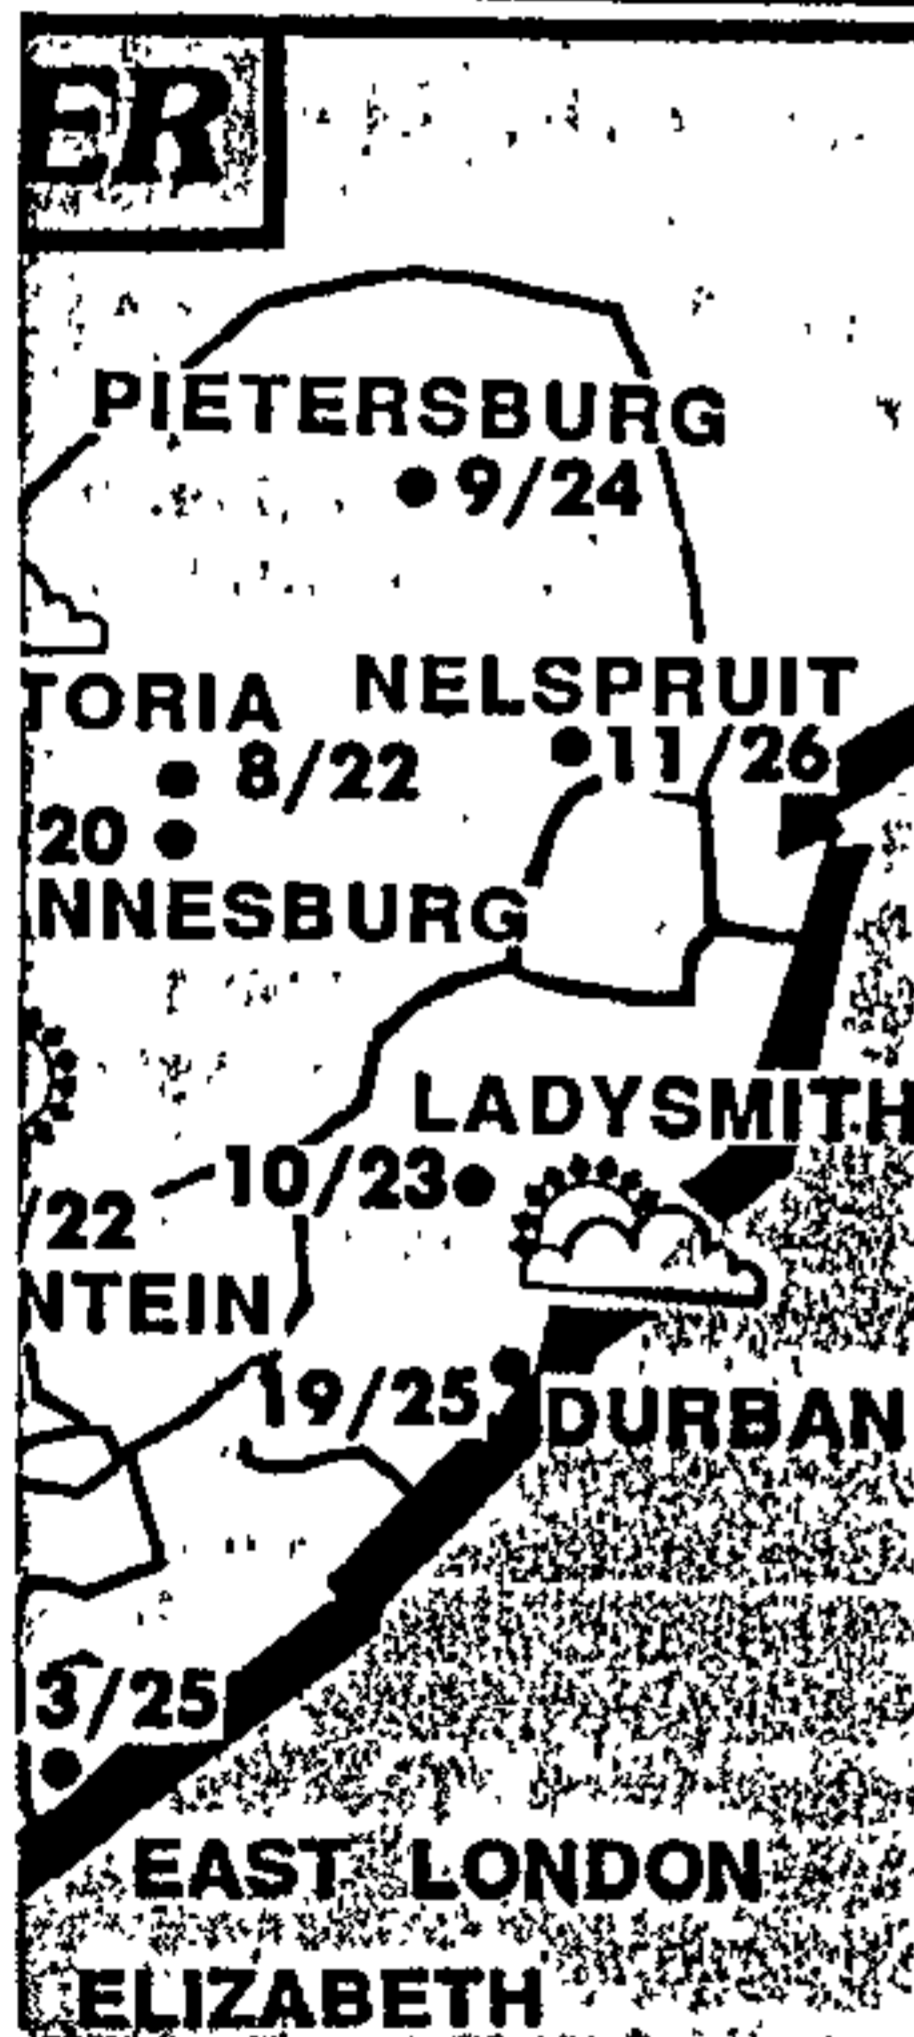 ER
PIETERSBURG
9/24
TORIA
8/22
NELSPRUIT
11/26
20
NNESBURG
LADYSMITH
10/23
/22
NTEIN
19/25
DURBAN
3/25
EAST LONDON
ELIZABETH